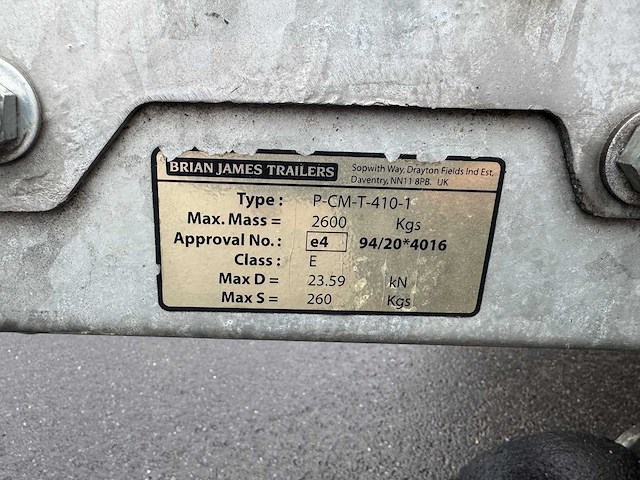 BRIAN JAMES TRAILERS
Sopwith Way, Drayton Fields Ind Est,
Daventry, NN11 8PB. UK
Type : P-CM-T-410-1
Max. Mass = 2600 Kgs
Approval No. : e4 94/20*4016
Class : E
Max D = 23.59 kN
Max S = 260 Kgs